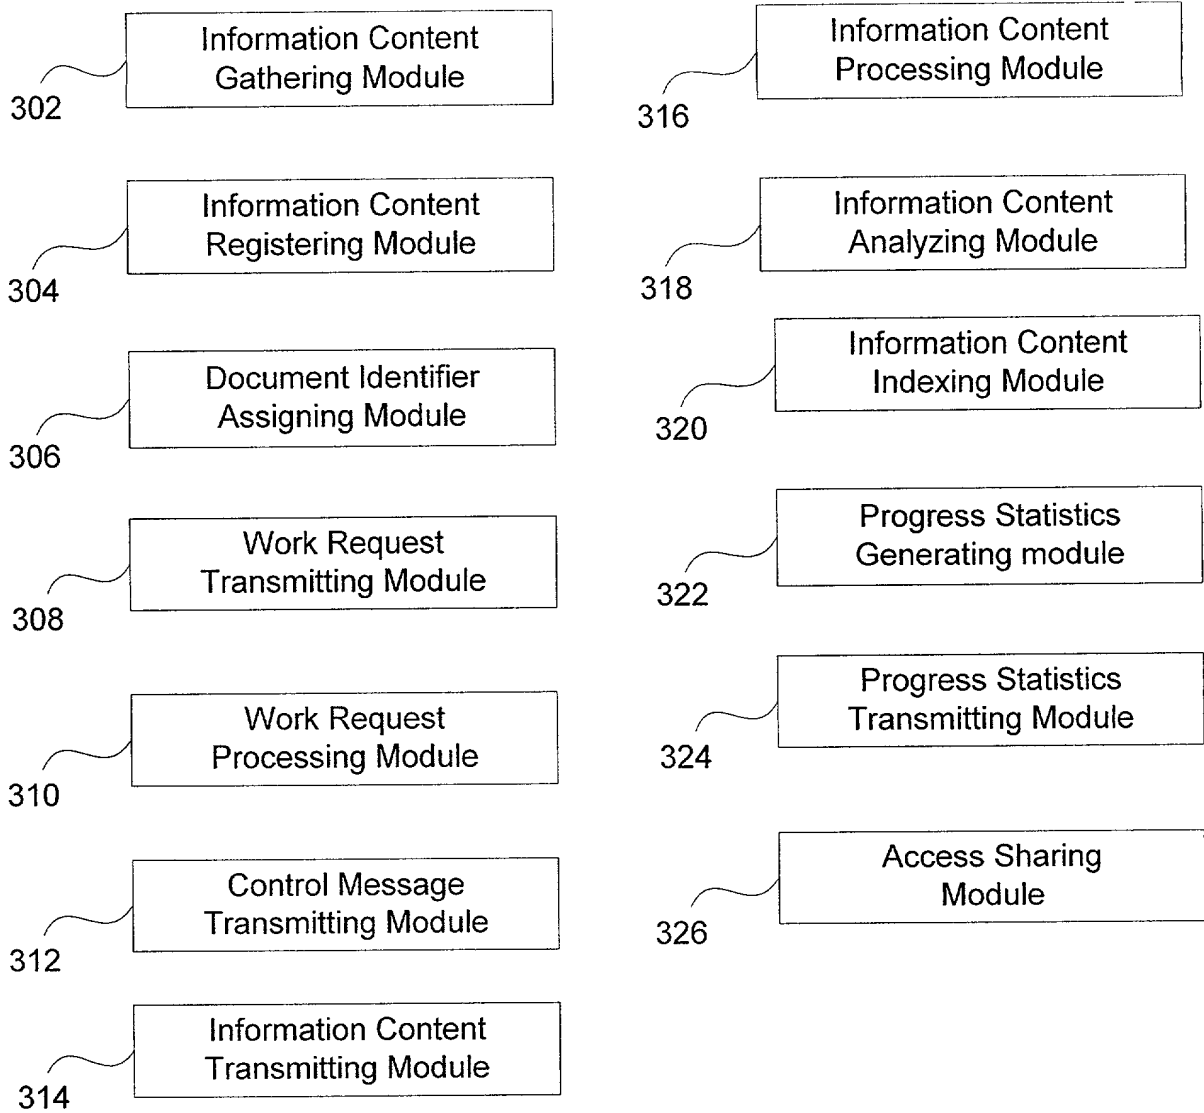 Information Content
Gathering Module
302
Information Content
Registering Module
304
Document Identifier
Assigning Module
306
Work Request
Transmitting Module
308
Work Request
Processing Module
310
Control Message
Transmitting Module
312
Information Content
Transmitting Module
314
Information Content
Processing Module
316
Information Content
Analyzing Module
318
Information Content
Indexing Module
320
Progress Statistics
Generating module
322
Progress Statistics
Transmitting Module
324
Access Sharing
Module
326